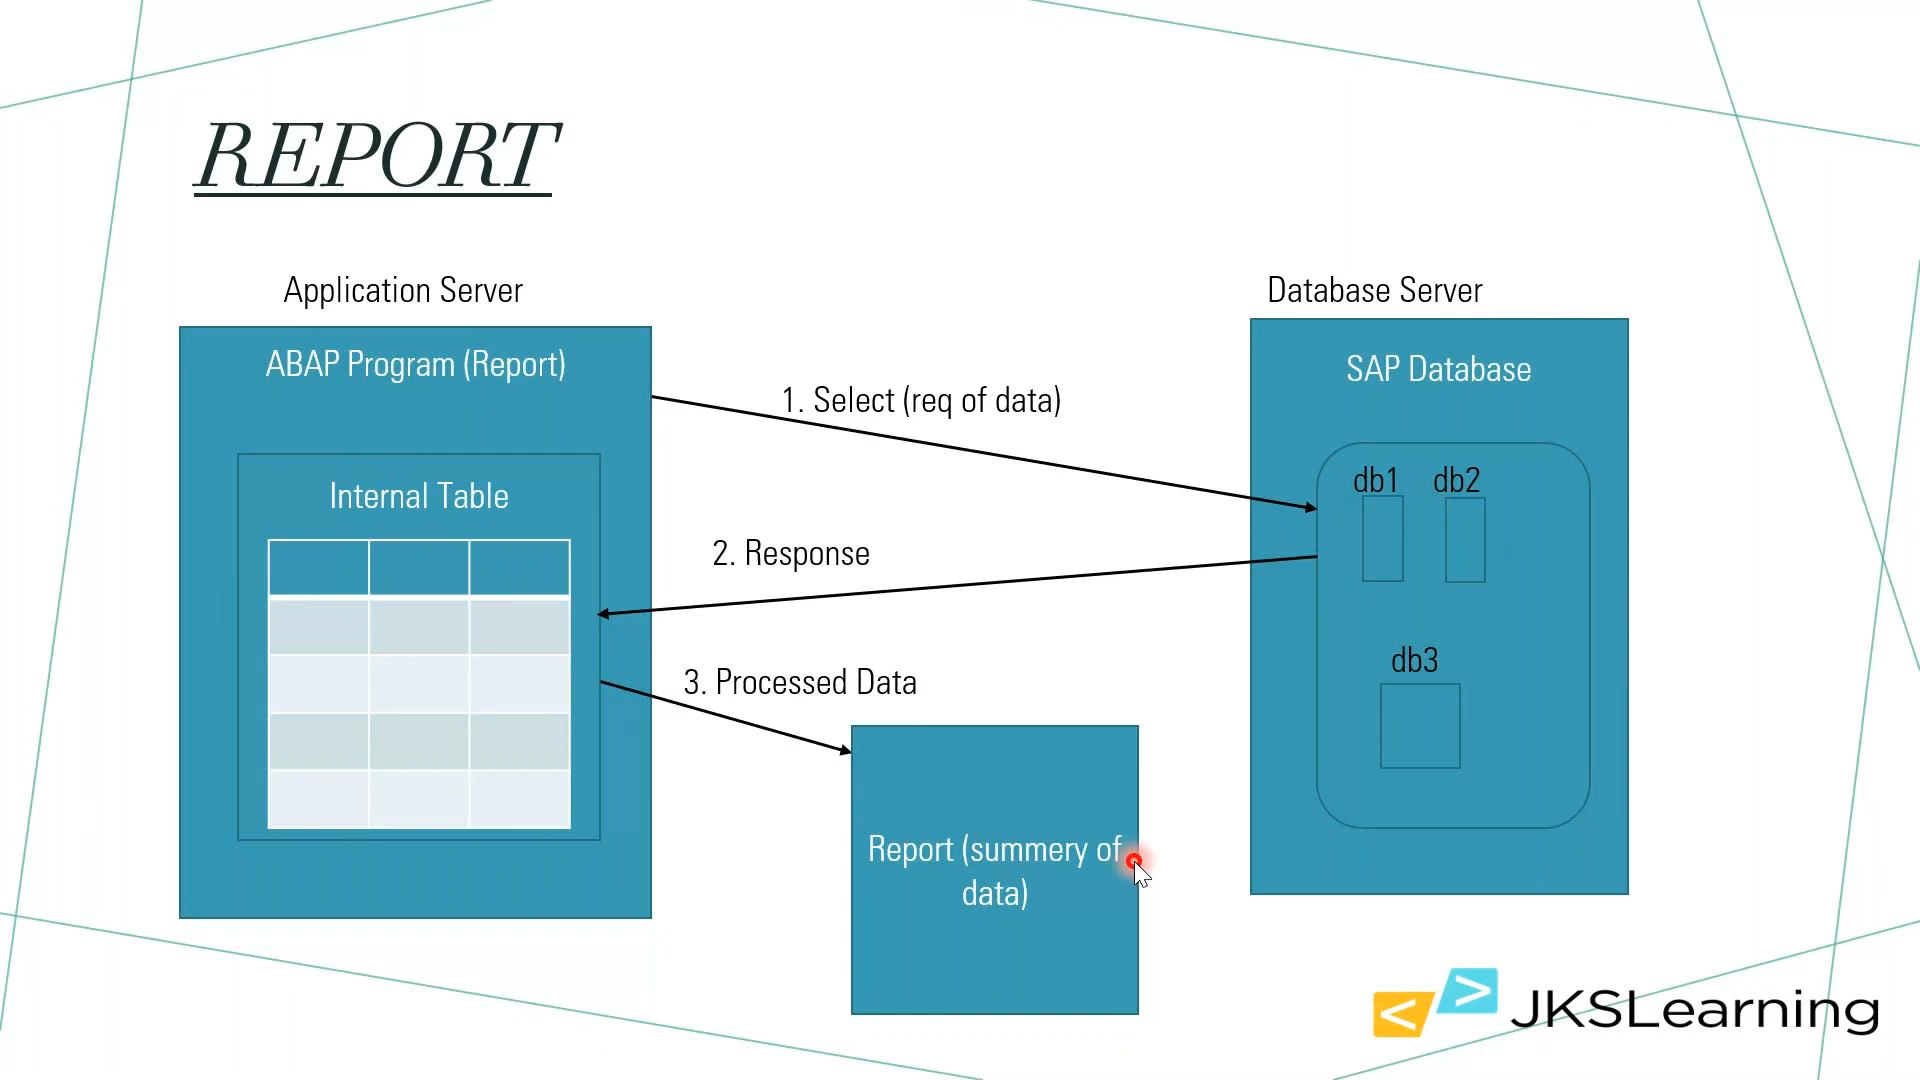 REPORT
Application Server
Database Server
ABAP Program (Report)
SAP Database
1. Select (req of data)
Internal Table
db1 db2
2. Response
db3
3. Processed Data
Report (summery of
data)
< > JKSLearning